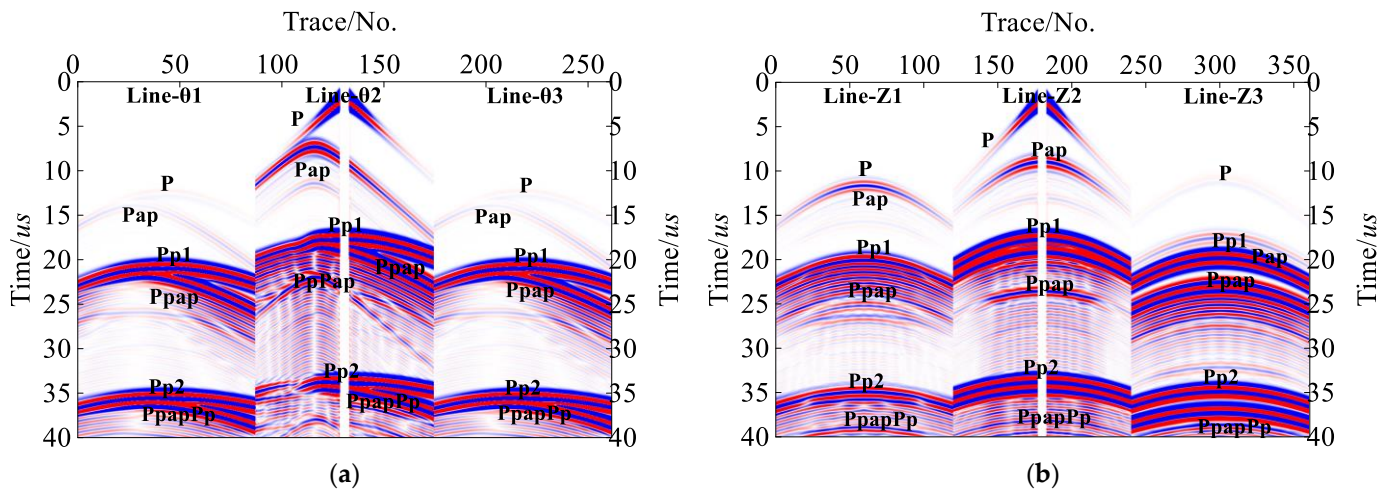 Trace/No.
0 50 100 150 200 250
Line-θ1 Line-θ2 Line-θ3
Time/us
0 5 10 15 20 25 30 35 40
P Pap Pp1 Ppap Pp2 PpapPp
P Pap Pp1 Ppap PpPap Pp2 PpapPp
P Pap Pp1 Ppap Pp2 PpapPp
0 5 10 15 20 25 30 35 40
Time/us
(a)
Trace/No.
0 50 100 150 200 250 300 350
Line-Z1 Line-Z2 Line-Z3
Time/us
0 5 10 15 20 25 30 35 40
P Pap Pp1 Ppap Pp2 PpapPp
P Pap Pp1 Ppap Pp2 PpapPp
P Pp1 Pap Ppap Pp2 PpapPp
0 5 10 15 20 25 30 35 40
Time/us
(b)